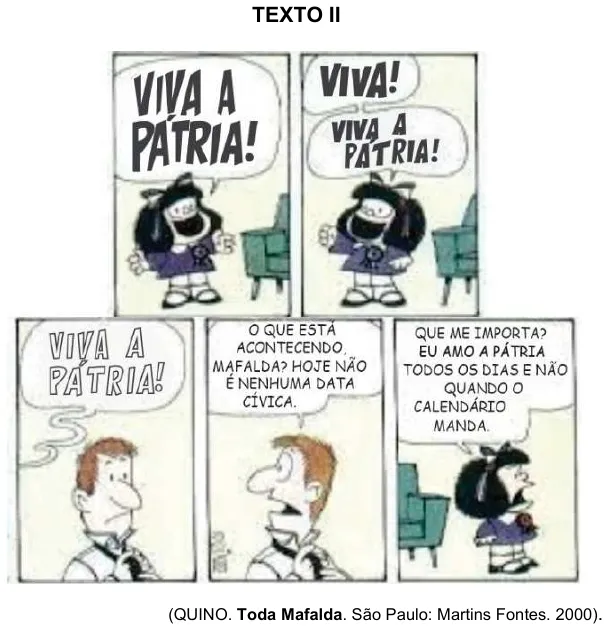 TEXTO II
VIVA A
PÁTRIA!
VIVA!
VIVA A
PÁTRIA!
VIVA A
PÁTRIA!
O QUE ESTÁ
ACONTECENDO,
MAFALDA? HOJE NÃO
É NENHUMA DATA
CÍVICA.
QUE ME IMPORTA?
EU AMO A PÁTRIA
TODOS OS DIAS E NÃO
QUANDO O
CALENDÁRIO
MANDA.
(QUINO. Toda Mafalda. São Paulo: Martins Fontes. 2000).